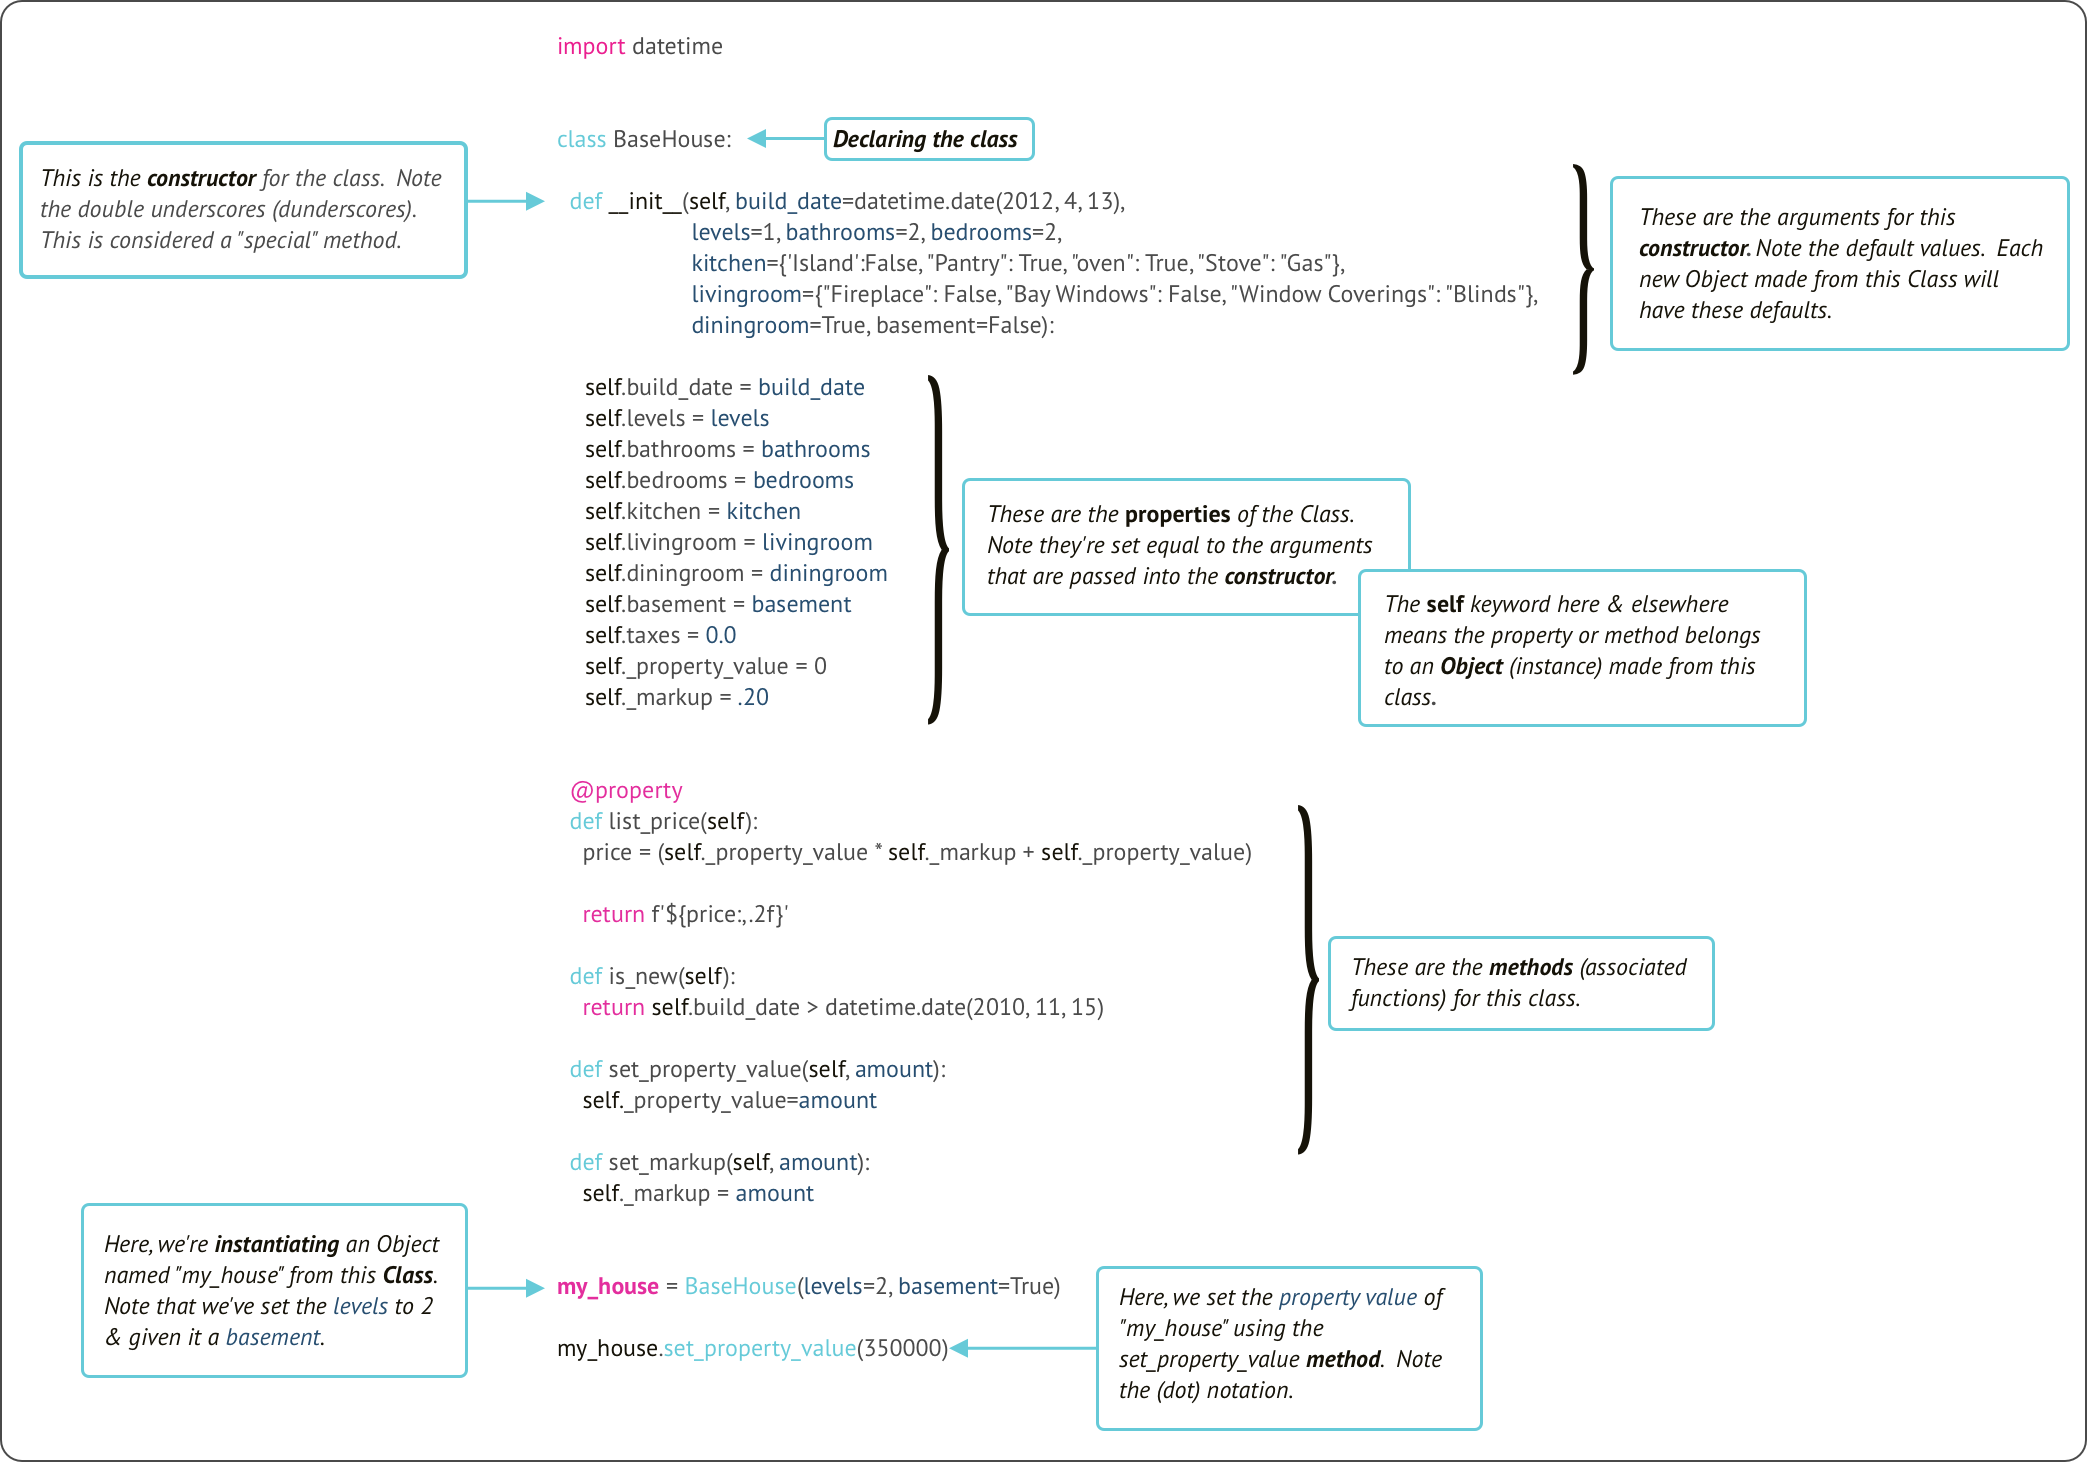 import datetime
class BaseHouse:
Declaring the class
This is the constructor for the class. Note
the double underscores (dunderscores).
This is considered a "special" method.
def __init__(self, build_date=datetime.date(2012, 4, 13),
levels=1, bathrooms=2, bedrooms=2,
kitchen={'Island':False, "Pantry": True, "oven": True, "Stove": "Gas"},
livingroom={"Fireplace": False, "Bay Windows": False, "Window Coverings": "Blinds"},
diningroom=True, basement=False):
These are the arguments for this
constructor. Note the default values. Each
new Object made from this Class will
have these defaults.
self.build_date = build_date
self.levels = levels
self.bathrooms = bathrooms
self.bedrooms = bedrooms
self.kitchen = kitchen
self.livingroom = livingroom
self.diningroom = diningroom
self.basement = basement
self.taxes = 0.0
self._property_value = 0
self._markup = .20
These are the properties of the Class.
Note they're set equal to the arguments
that are passed into the constructor.
The self keyword here & elsewhere
means the property or method belongs
to an Object (instance) made from this
class.
@property
def list_price(self):
price = (self._property_value * self._markup + self._property_value)
return f'${price:,.2f}'
def is_new(self):
return self.build_date > datetime.date(2010, 11, 15)
def set_property_value(self, amount):
self._property_value=amount
def set_markup(self, amount):
self._markup = amount
These are the methods (associated
functions) for this class.
Here, we're instantiating an Object
named "my_house" from this Class.
Note that we've set the levels to 2
& given it a basement.
my_house = BaseHouse(levels=2, basement=True)
my_house.set_property_value(350000)
Here, we set the property value of
"my_house" using the
set_property_value method. Note
the (dot) notation.